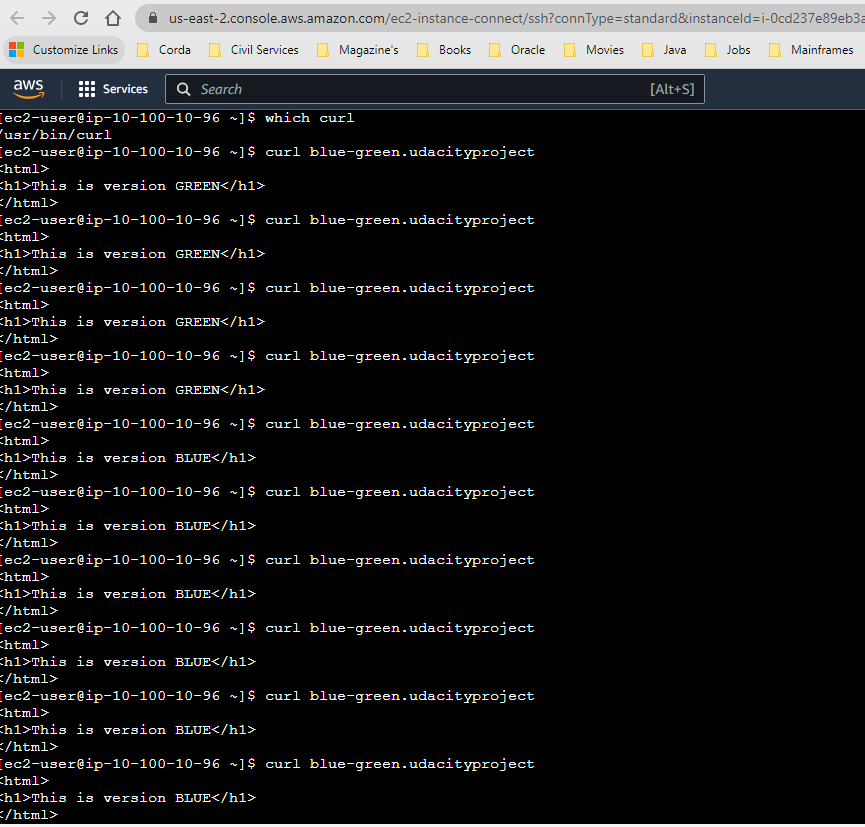 us-east-2.console.aws.amazon.com/ec2-instance-connect/ssh?connType=standard&instanceId=i-0cd237e89eb3a
Customize Links Corda Civil Services Magazine's Books Oracle Movies Java Jobs Mainframes
aws Services Search [Alt+S]
[ec2-user@ip-10-100-10-96 ~]$ which curl
/usr/bin/curl
[ec2-user@ip-10-100-10-96 ~]$ curl blue-green.udacityproject
<html>
<h1>This is version GREEN</h1>
</html>
[ec2-user@ip-10-100-10-96 ~]$ curl blue-green.udacityproject
<html>
<h1>This is version GREEN</h1>
</html>
[ec2-user@ip-10-100-10-96 ~]$ curl blue-green.udacityproject
<html>
<h1>This is version GREEN</h1>
</html>
[ec2-user@ip-10-100-10-96 ~]$ curl blue-green.udacityproject
<html>
<h1>This is version GREEN</h1>
</html>
[ec2-user@ip-10-100-10-96 ~]$ curl blue-green.udacityproject
<html>
<h1>This is version BLUE</h1>
</html>
[ec2-user@ip-10-100-10-96 ~]$ curl blue-green.udacityproject
<html>
<h1>This is version BLUE</h1>
</html>
[ec2-user@ip-10-100-10-96 ~]$ curl blue-green.udacityproject
<html>
<h1>This is version BLUE</h1>
</html>
[ec2-user@ip-10-100-10-96 ~]$ curl blue-green.udacityproject
<html>
<h1>This is version BLUE</h1>
</html>
[ec2-user@ip-10-100-10-96 ~]$ curl blue-green.udacityproject
<html>
<h1>This is version BLUE</h1>
</html>
[ec2-user@ip-10-100-10-96 ~]$ curl blue-green.udacityproject
<html>
<h1>This is version BLUE</h1>
</html>